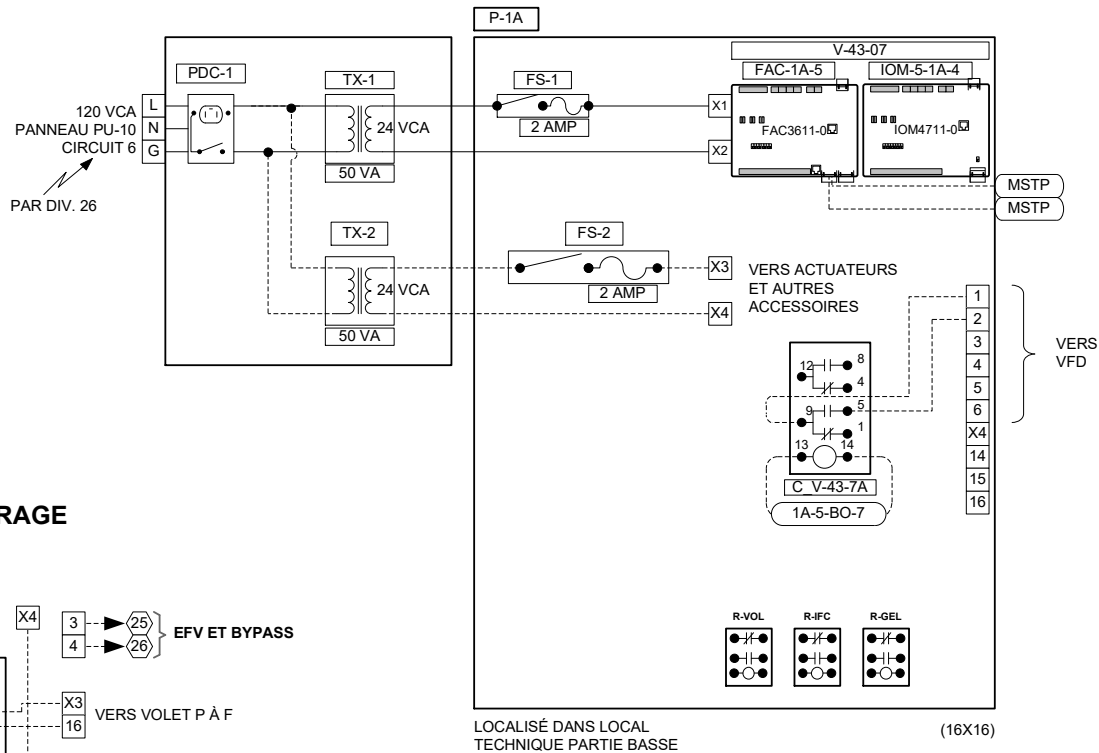 P-1A
V-43-07
PDC-1
TX-1
FS-1
FAC-1A-5
IOM-5-1A-4
120 VCA
PANNEAU PU-10
CIRCUIT 6
L
N
G
24 VCA
2 AMP
X1
X2
FAC3611-0
IOM4711-0
50 VA
PAR DIV. 26
MSTP
MSTP
TX-2
FS-2
24 VCA
2 AMP
X3
X4
VERS ACTUATEURS
ET AUTRES
ACCESSOIRES
50 VA
1
2
3
4
5
6
X4
14
15
16
VERS
VFD
12
8
4
9
5
1
13
14
C_V-43-7A
1A-5-BO-7
RAGE
X4
3
25
4
26
EFV ET BYPASS
X3
16
VERS VOLET P À F
R-VOL
R-IFC
R-GEL
LOCALISÉ DANS LOCAL
TECHNIQUE PARTIE BASSE
(16X16)